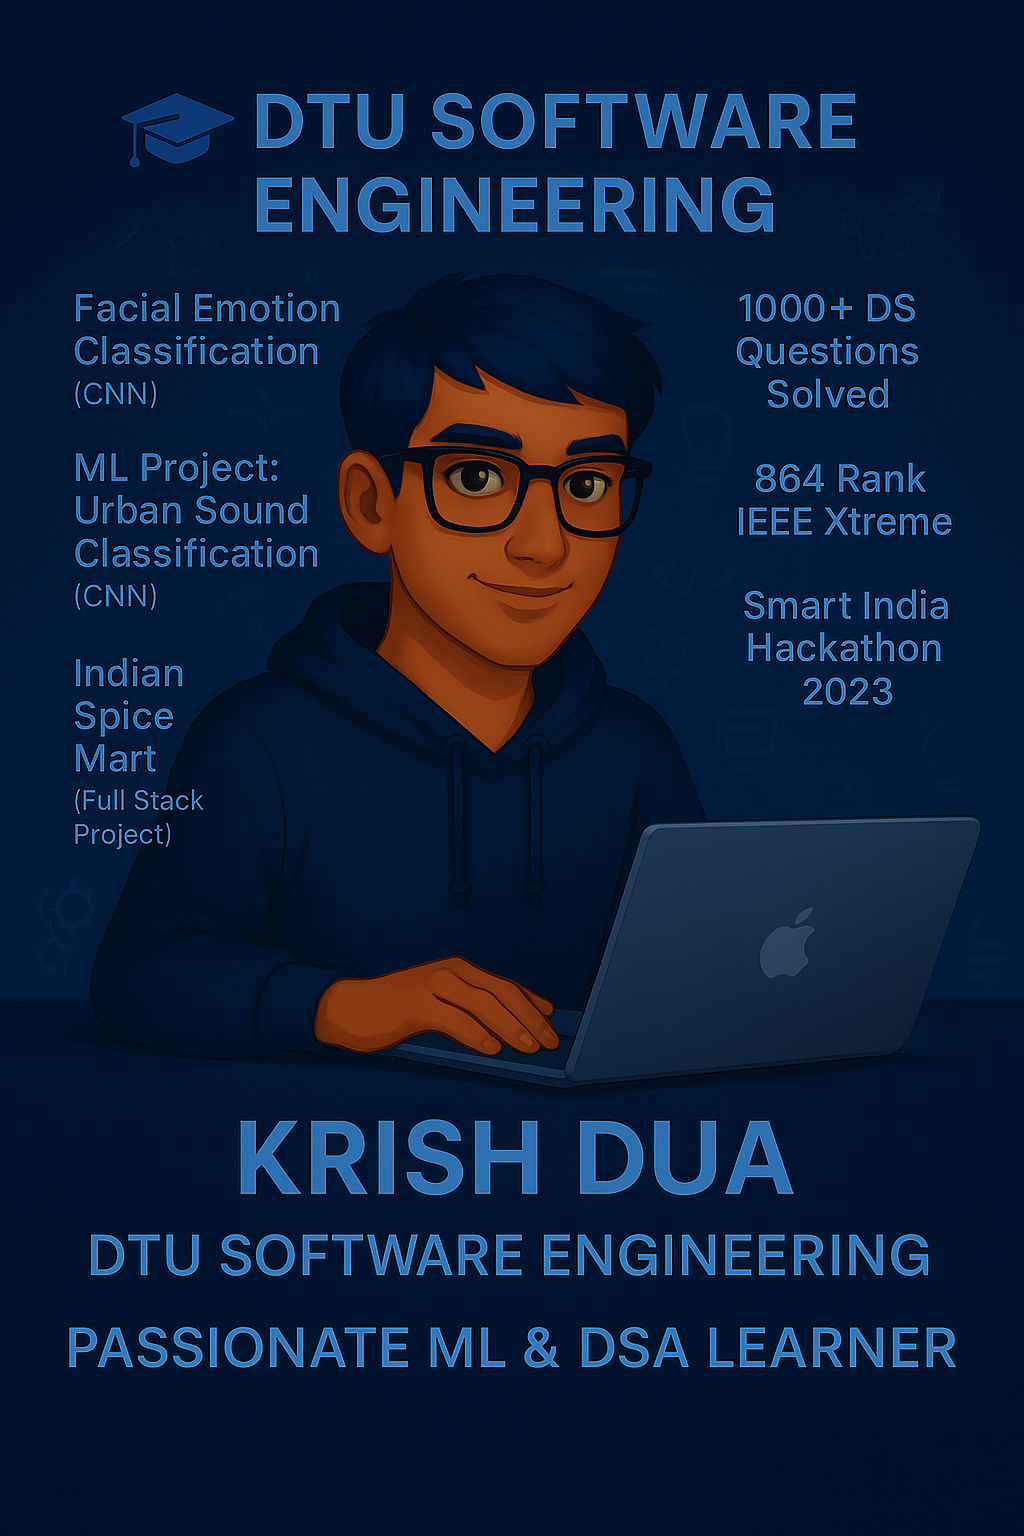 DTU SOFTWARE
ENGINEERING
Facial Emotion
Classification
(CNN)
ML Project:
Urban Sound
Classification
(CNN)
Indian
Spice
Mart
(Full Stack
Project)
1000+ DS
Questions
Solved
864 Rank
IEEE Xtreme
Smart India
Hackathon
2023
KRISH DUA
DTU SOFTWARE ENGINEERING
PASSIONATE ML & DSA LEARNER